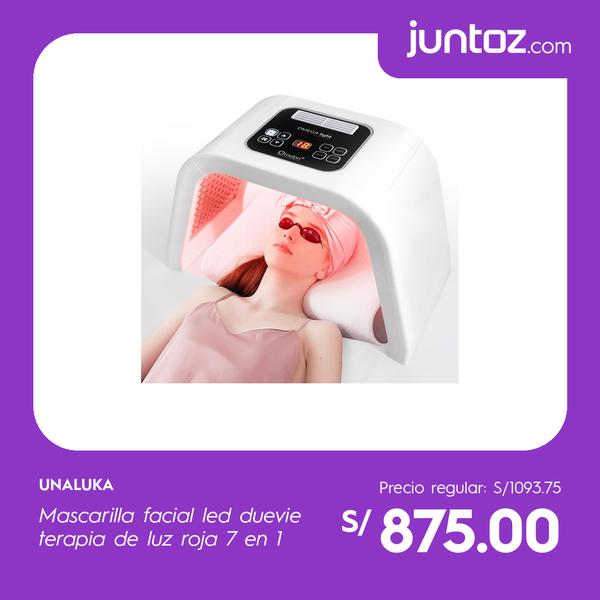 juntoz.com
OMEGA light
18
UNALUKA
Mascarilla facial led duevie
terapia de luz roja 7 en 1
Precio regular: S/1093.75
S/ 875.00